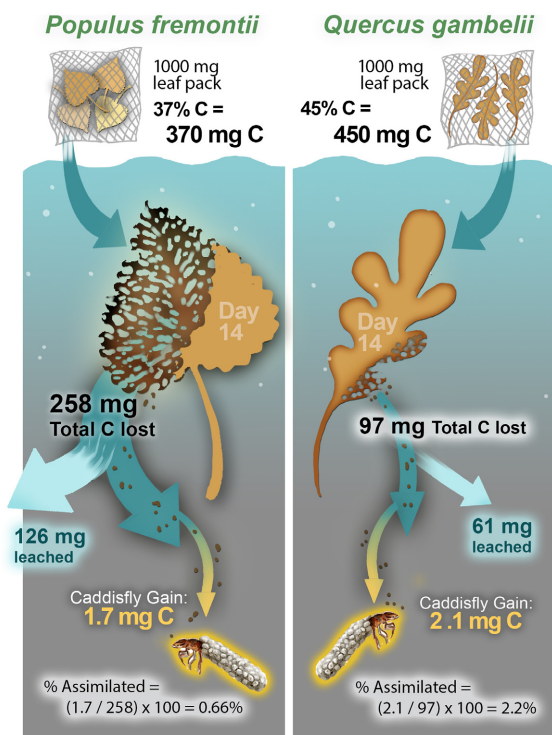 Populus fremontii
1000 mg
leaf pack
37% C =
370 mg C
Day
14
258 mg
Total C lost
126 mg
leached
Caddisfly Gain:
1.7 mg C
% Assimilated =
(1.7 / 258) x 100 = 0.66%
Quercus gambelii
1000 mg
leaf pack
45% C =
450 mg C
Day
14
97 mg Total C lost
61 mg
leached
Caddisfly Gain:
2.1 mg C
% Assimilated =
(2.1 / 97) x 100 = 2.2%